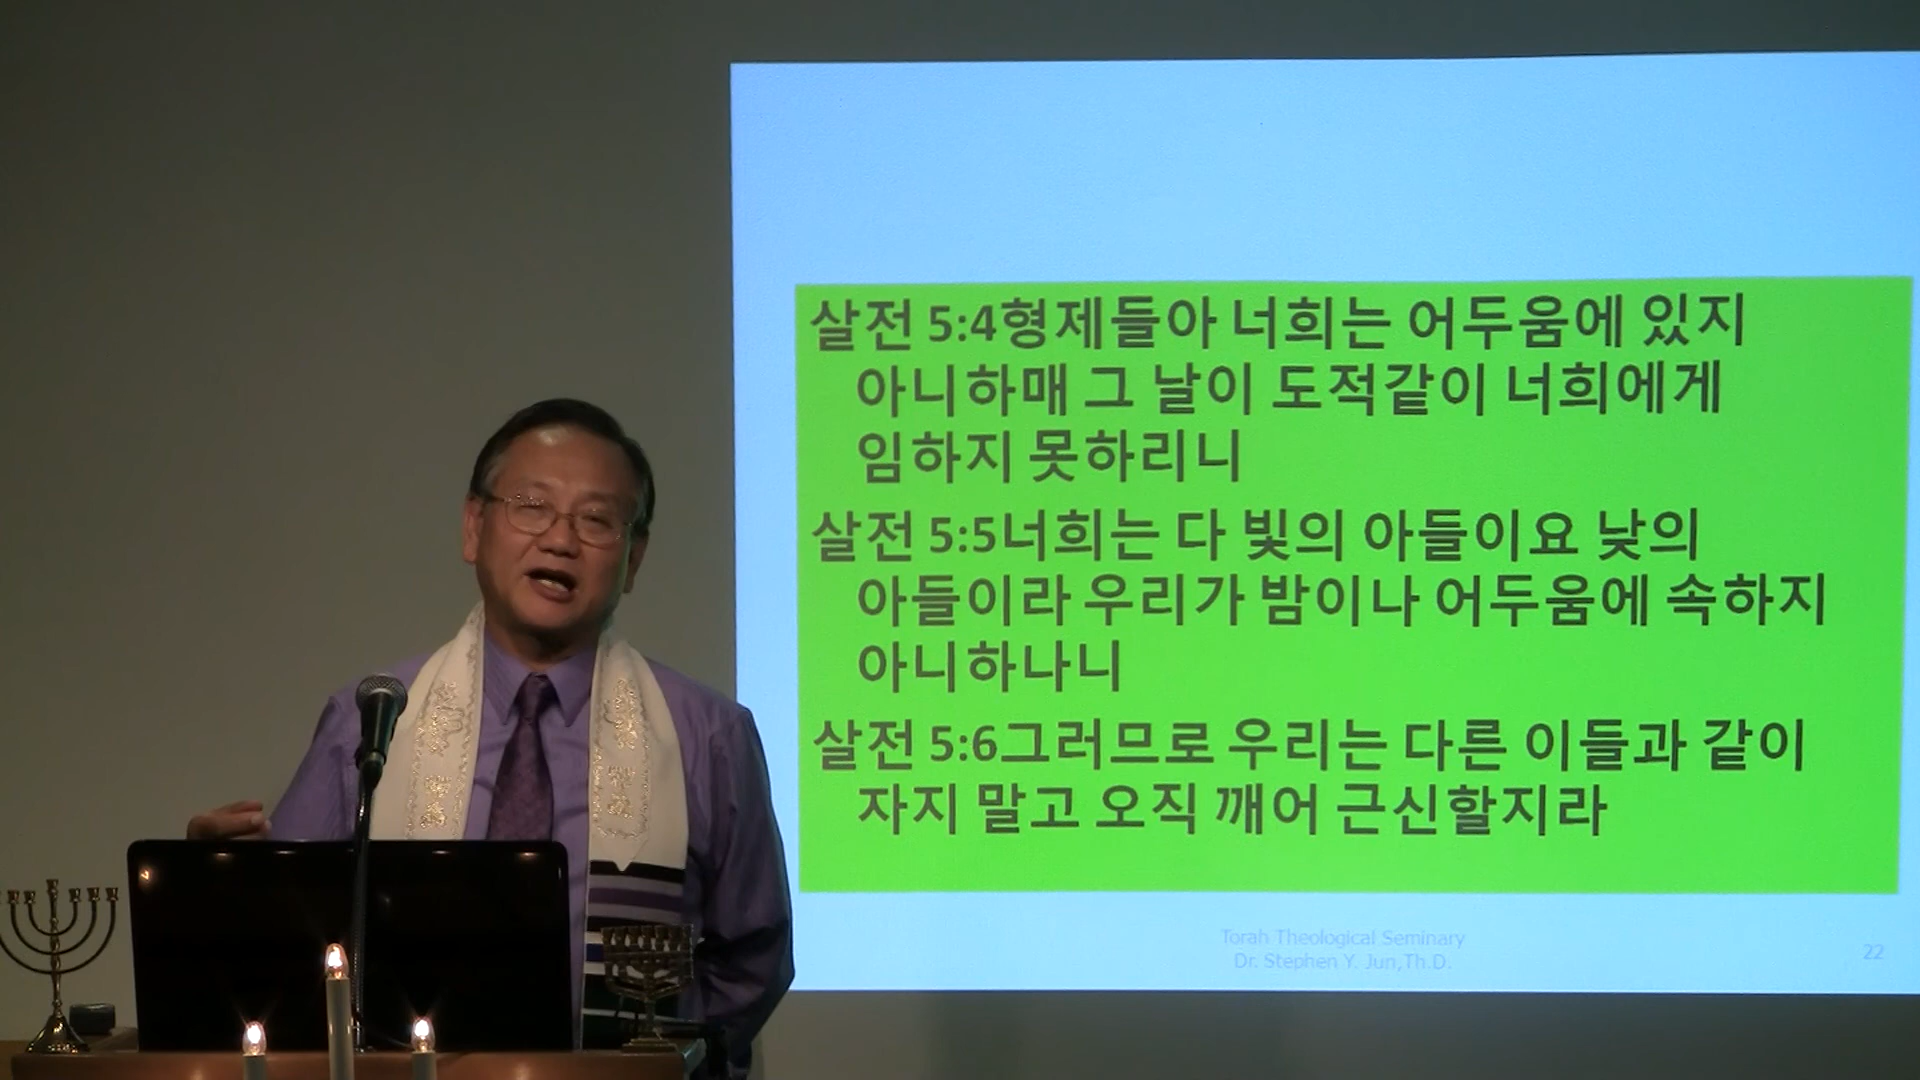 살전 5:4형제들아 너희는 어두움에 있지
아니하매 그 날이 도적같이 너희에게
임하지 못하리니
살전 5:5너희는 다 빛의 아들이요 낮의
아들이라 우리가 밤이나 어두움에 속하지
아니하나니
살전 5:6그러므로 우리는 다른 이들과 같이
자지 말고 오직 깨어 근신할지라
Torah Theological Seminary
Dr. Stephen Y. Jun,Th.D.
22